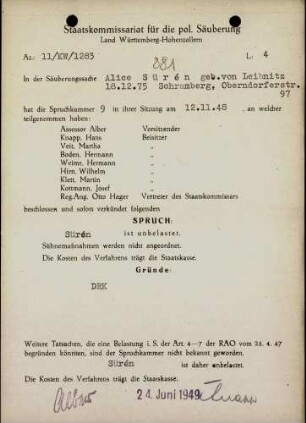 Staatskommissariat für die pol. Säuberung
Land Württemberg-Hohenzollern
Az.: 11/KW/1283 L. 4
881
In der Säuberungssache Alice Sürén geb.von Leibnitz
18.12.75 Schramberg, Oberndorferstr.
97
hat die Spruchkammer 9 in ihrer Sitzung am 12.11.48 , an welcher
teilgenommen haben:
Assessor Alber Vorsitzender
Knapp, Hans Beisitzer
Veit, Martha „
Boden, Hermann „
Weimr, Hermann „
Hirn, Wilhelm „
Klett, Martin „
Kottmann, Josef „
Reg.Ang. Otto Hager Vertreter des Staatskommissars
beschlossen und sofort verkündet folgenden
SPRUCH:
Sürén ist unbelastet.
Sühnemaßnahmen werden nicht angeordnet.
Die Kosten des Verfahrens trägt die Staatskasse.
Gründe:
DRK
Weitere Tatsachen, die eine Belastung i. S. der Art. 4–7 der RAO vom 25. 4. 47
begründen könnten, sind der Spruchkammer nicht bekannt geworden.
Sürén ist daher unbelastet.
Die Kosten des Verfahrens trägt die Staatskasse.
Alber 24. Juni 1949